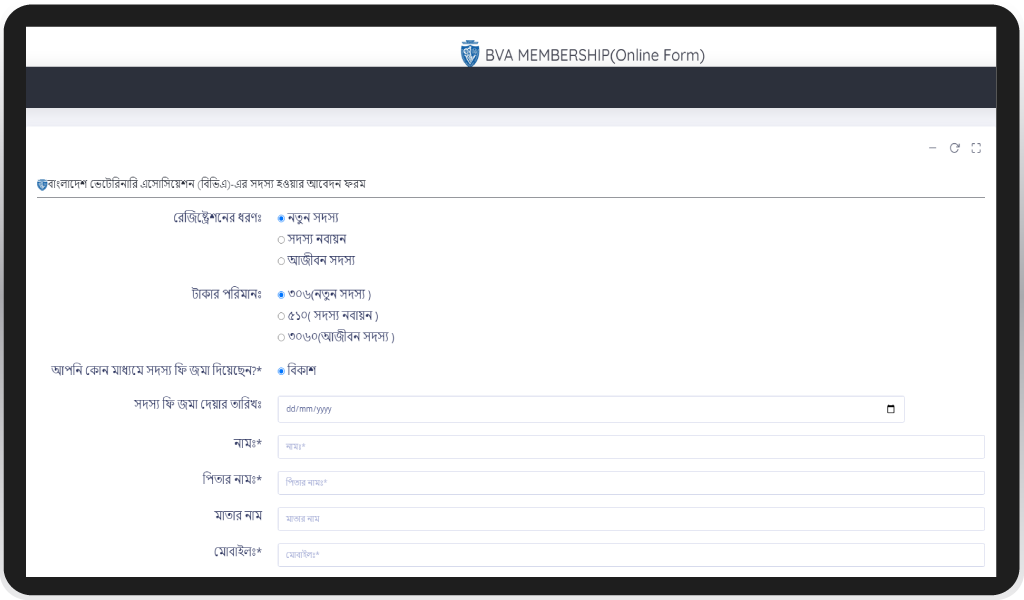 BVA MEMBERSHIP(Online Form)
বাংলাদেশ ভেটেরিনারি এসোসিয়েশন (বিভিএ)-এর সদস্য হওয়ার আবেদন ফরম
রেজিষ্ট্রেশনের ধরণঃ
নতুন সদস্য
সদস্য নবায়ন
আজীবন সদস্য
টাকার পরিমানঃ
৩০৬(নতুন সদস্য )
৫১০( সদস্য নবায়ন )
৩০৬০(আজীবন সদস্য )
আপনি কোন মাধ্যমে সদস্য ফি জমা দিয়েছেন?* বিকাশ
সদস্য ফি জমা দেয়ার তারিখঃ dd/mm/yyyy
নামঃ* নামঃ*
পিতার নামঃ* পিতার নামঃ*
মাতার নাম মাতার নাম
মোবাইলঃ* মোবাইলঃ*